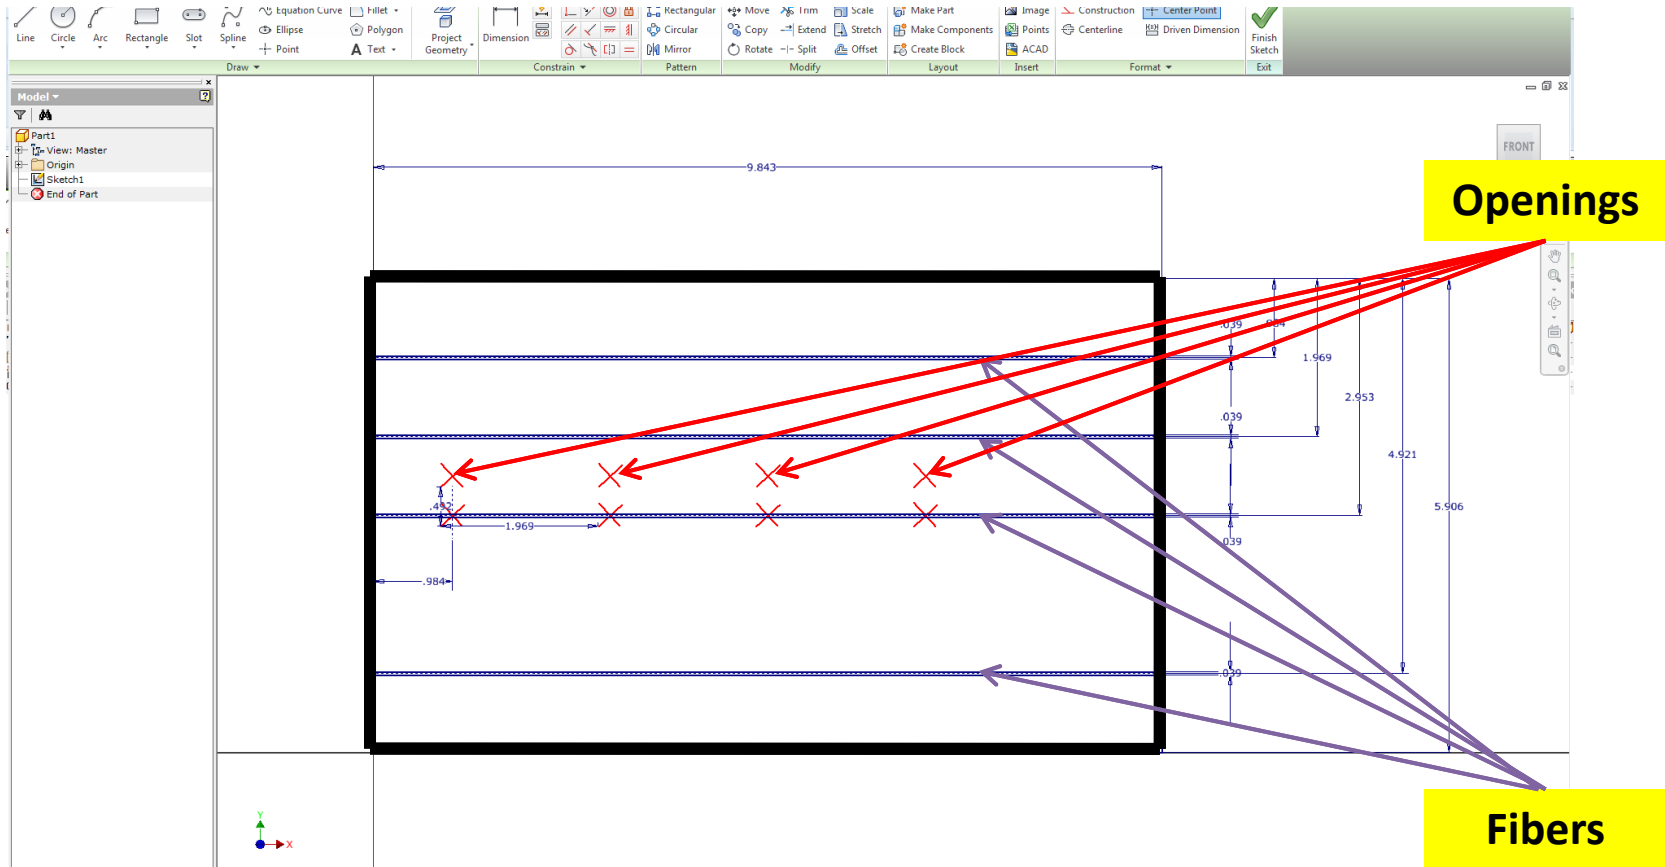 Equation Curve Fillet Rectangular Move Trim Scale Make Part Image Construction Center Point
Line Circle Arc Rectangle Slot Spline Ellipse Polygon Project Geometry Dimension Circular Copy Extend Stretch Make Components Points Centerline Driven Dimension Finish Sketch
Point A Text Mirror Rotate Split Offset Create Block ACAD
Draw Constrain Pattern Modify Layout Insert Format Exit
Model
Part1
View: Master
Origin
Sketch1
End of Part
FRONT
9.843
Openings
.039
1.969
2.953
.039
4.921
.492
1.969
5.906
.039
.984
.039
Y
X
Fibers